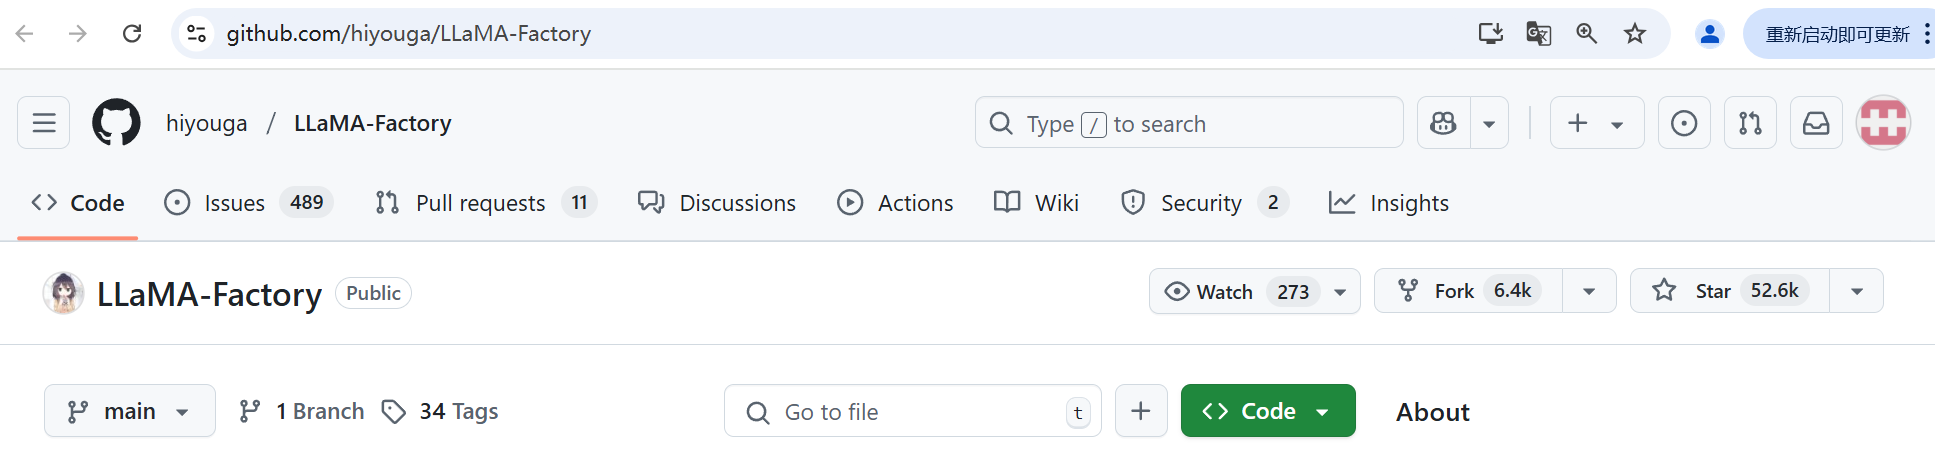 github.com/hiyouga/LLaMA-Factory 重新启动即可更新
hiyouga / LLaMA-Factory Type / to search
Code Issues 489 Pull requests 11 Discussions Actions Wiki Security 2 Insights
LLaMA-Factory Public Watch 273 Fork 6.4k Star 52.6k
main 1 Branch 34 Tags Go to file t + Code About